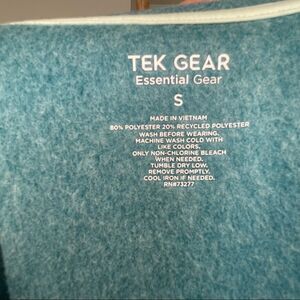 TEK GEAR
Essential Gear
S
MADE IN VIETNAM
80% POLYESTER 20% RECYCLED POLYESTER
WASH BEFORE WEARING.
MACHINE WASH COLD WITH
LIKE COLORS.
ONLY NON-CHLORINE BLEACH
WHEN NEEDED.
TUMBLE DRY LOW.
REMOVE PROMPTLY.
COOL IRON IF NEEDED.
RN#73277